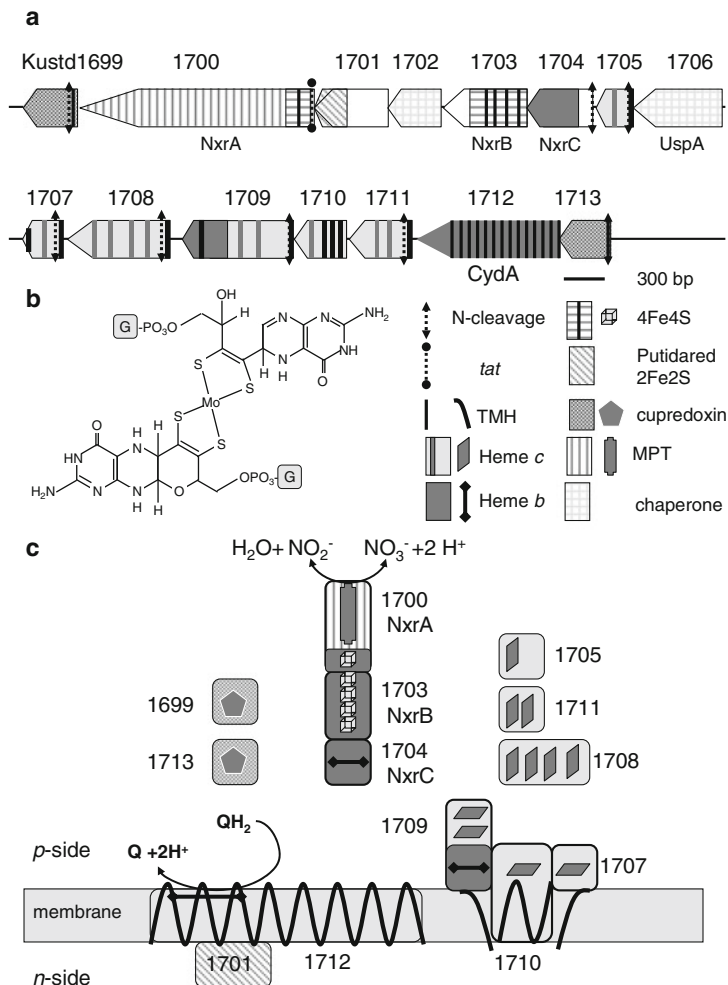 a
Kustd1699 1700 1701 1702 1703 1704 1705 1706
NxrA NxrB NxrC UspA
1707 1708 1709 1710 1711 1712 1713
CydA
300 bp
b
OH
H
G -PO₃O
N N NH₂
S N H NH
H O
S
Mo
S
O H S
HN N
H₂N N N O OPO₃- G
H H
N-cleavage
tat
TMH
Heme c
Heme b
4Fe4S
Putidared
2Fe2S
cupredoxin
MPT
chaperone
c
H₂O+ NO₂⁻ NO₃⁻ +2 H⁺
1700
NxrA
1705
1699
1703
NxrB
1711
1713
1704
NxrC
1708
1709
QH₂
p-side
Q +2H⁺
1707
membrane
1701 1712 1710
n-side